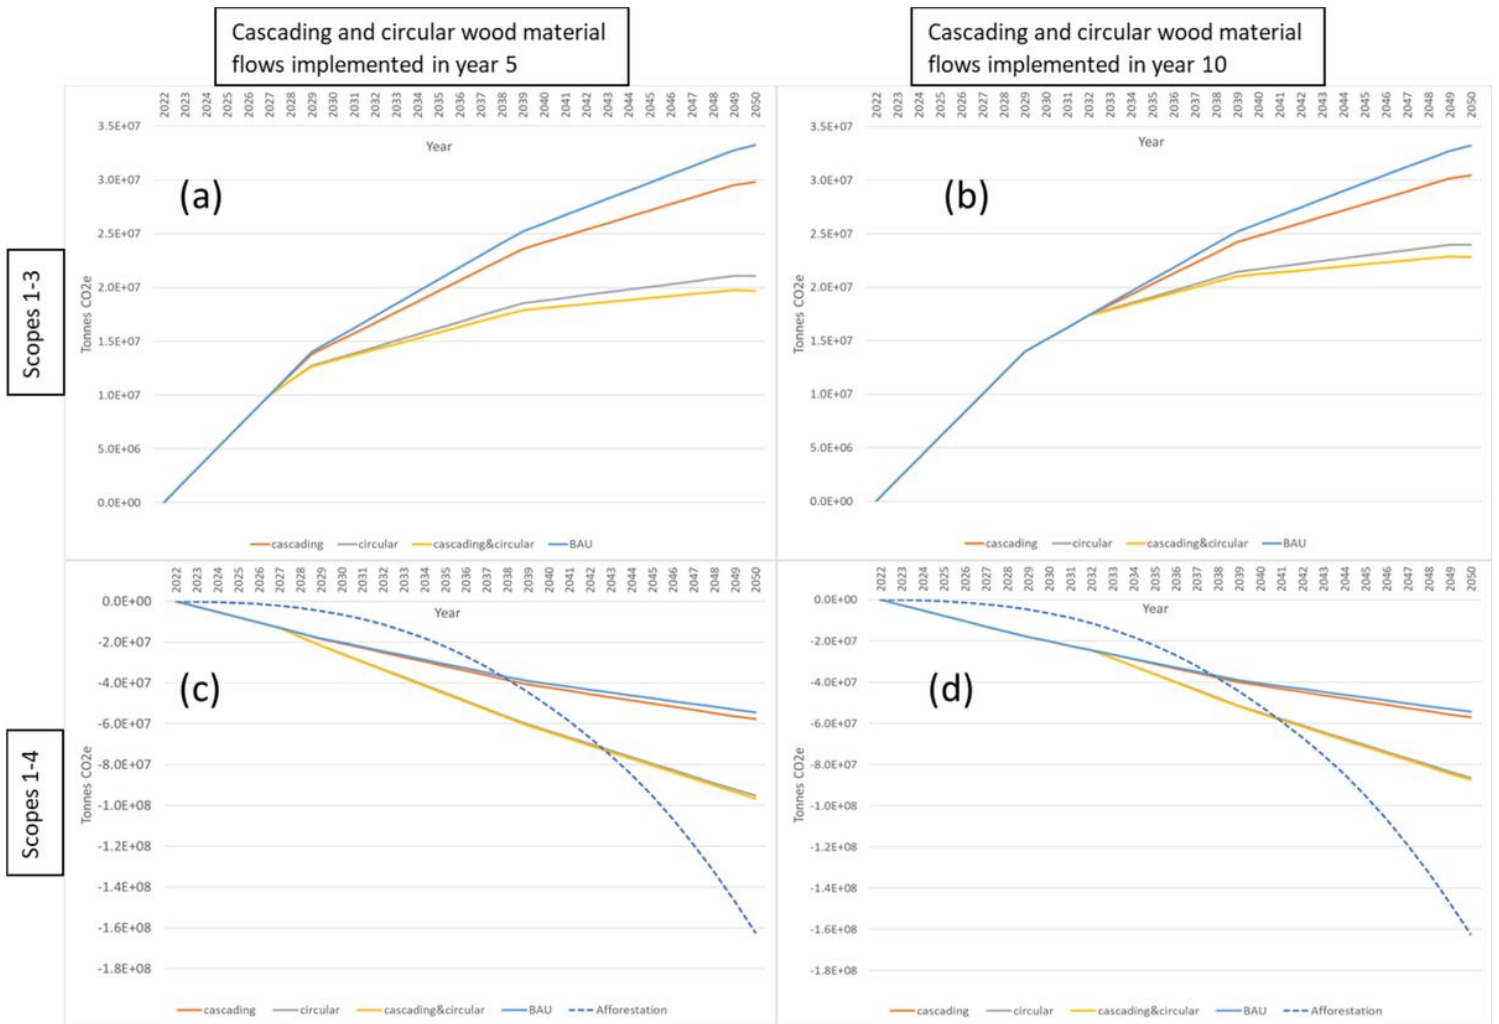 Cascading and circular wood material
flows implemented in year 5
Cascading and circular wood material
flows implemented in year 10
Scopes 1-3
2022 2023 2024 2025 2026 2027 2028 2029 2030 2031 2032 2033 2034 2035 2036 2037 2038 2039 2040 2041 2042 2043 2044 2045 2046 2047 2048 2049 2050
Year
(a)
Tonnes CO2e
3.5E+07
3.0E+07
2.5E+07
2.0E+07
1.5E+07
1.0E+07
5.0E+06
0.0E+00
cascading circular cascading&circular BAU
2022 2023 2024 2025 2026 2027 2028 2029 2030 2031 2032 2033 2034 2035 2036 2037 2038 2039 2040 2041 2042 2043 2044 2045 2046 2047 2048 2049 2050
Year
(b)
Tonnes CO2e
3.5E+07
3.0E+07
2.5E+07
2.0E+07
1.5E+07
1.0E+07
5.0E+06
0.0E+00
cascading circular cascading&circular BAU
Scopes 1-4
2022 2023 2024 2025 2026 2027 2028 2029 2030 2031 2032 2033 2034 2035 2036 2037 2038 2039 2040 2041 2042 2043 2044 2045 2046 2047 2048 2049 2050
Year
(c)
Tonnes CO2e
0.0E+00
-2.0E+07
-4.0E+07
-6.0E+07
-8.0E+07
-1.0E+08
-1.2E+08
-1.4E+08
-1.6E+08
-1.8E+08
cascading circular cascading&circular BAU Afforestation
2022 2023 2024 2025 2026 2027 2028 2029 2030 2031 2032 2033 2034 2035 2036 2037 2038 2039 2040 2041 2042 2043 2044 2045 2046 2047 2048 2049 2050
Year
(d)
Tonnes CO2e
0.0E+00
-2.0E+07
-4.0E+07
-6.0E+07
-8.0E+07
-1.0E+08
-1.2E+08
-1.4E+08
-1.6E+08
-1.8E+08
cascading circular cascading&circular BAU Afforestation